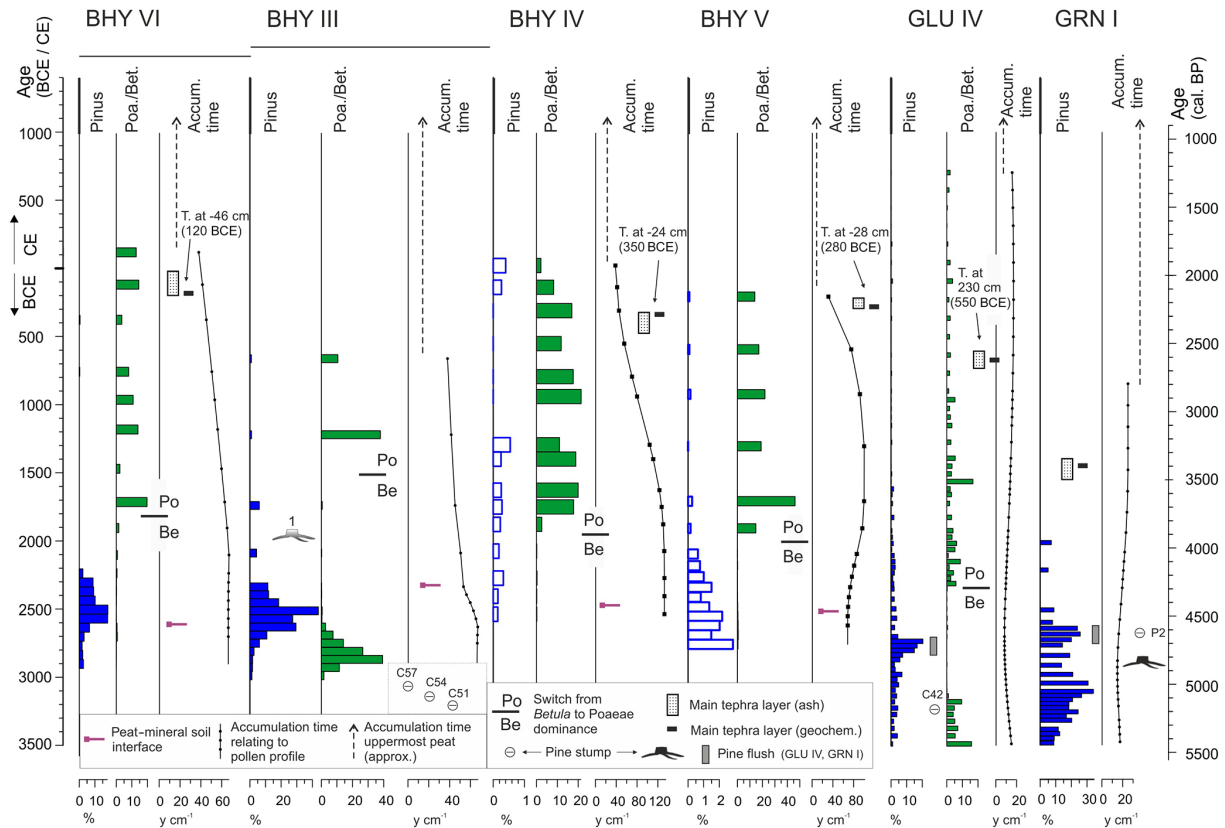 BHY VI
BHY III
BHY IV
BHY V
GLU IV
GRN I
Age
(BCE / CE)
Pinus
Poa./Bet.
Accum.
time
Pinus
Poa./Bet.
Accum.
time
Pinus
Poa./Bet.
Accum.
time
Pinus
Poa./Bet.
Accum.
time
Pinus
Poa./Bet.
Accum.
time
Pinus
Accum.
time
Age
(cal. BP)
1000
500
CE
BCE
500
1000
1500
2000
2500
3000
3500
1000
1500
2000
2500
3000
3500
4000
4500
5000
5500
T. at -46 cm
(120 BCE)
T. at -24 cm
(350 BCE)
T. at -28 cm
(280 BCE)
T. at
230 cm
(550 BCE)
Po
Be
Po
Be
Po
Be
Po
Be
Po
Be
1
P2
C42
C57
C54
C51
Peat–mineral soil
interface
Accumulation time
relating to
pollen profile
Accumulation time
uppermost peat
(approx.)
Po
Be
Switch from
Betula to Poaeae
dominance
Main tephra layer (ash)
Main tephra layer (geochem.)
Pine stump
Pine flush (GLU IV, GRN I)
0 10
0 10
0 20 40 60
0 20 40
0 20 40
0 40
0 10
0 10 20
0 40 80 120
0 1 2
0 20 40
0 40 80
0 10
0 10
0 20
0 10 30
0 20
%
y cm⁻¹
%
y cm⁻¹
%
y cm⁻¹
%
y cm⁻¹
%
y cm⁻¹
%
y cm⁻¹